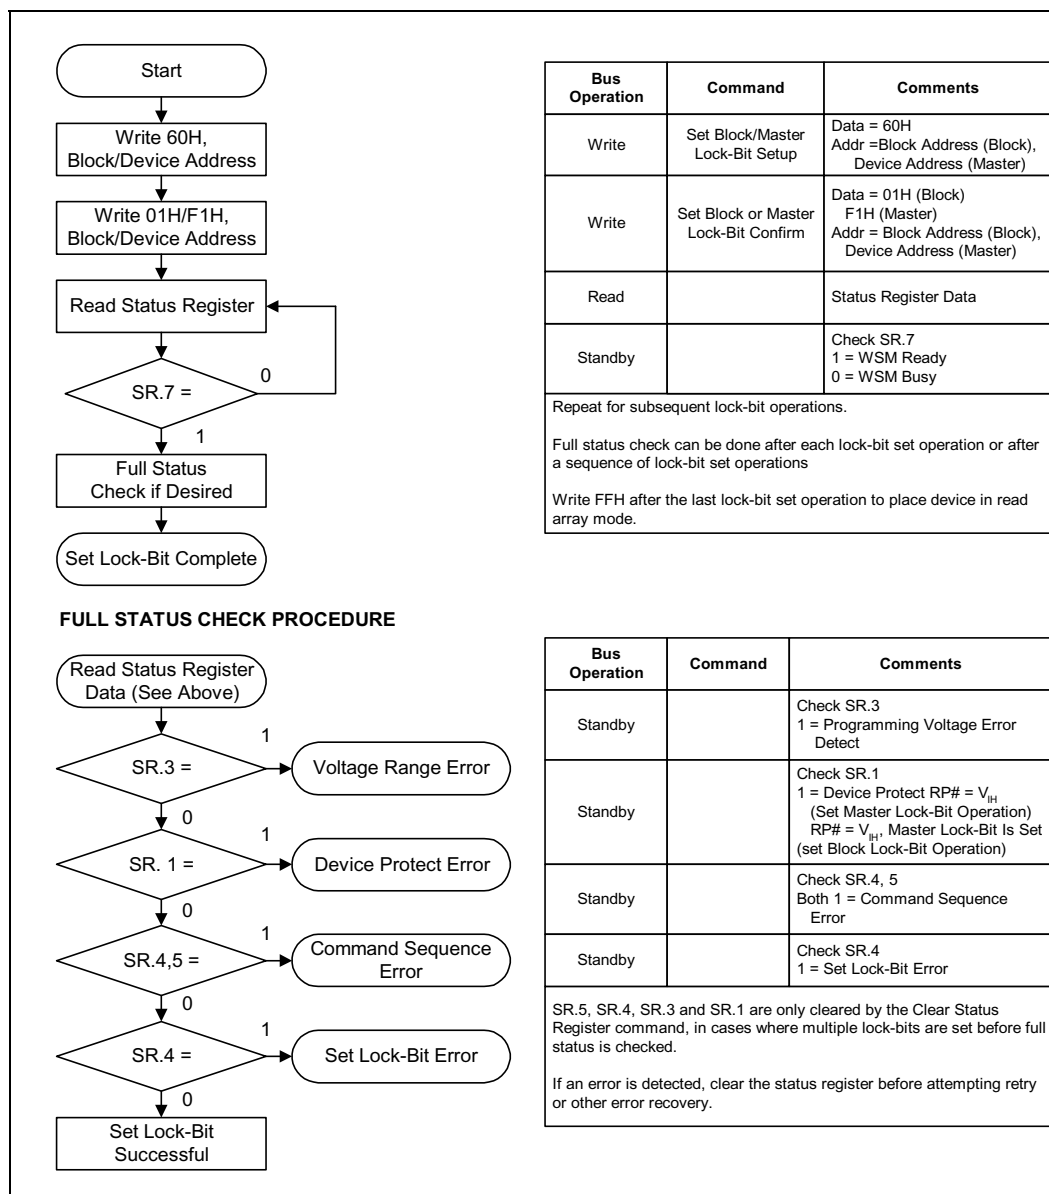 Start
Write 60H,
Block/Device Address
Write 01H/F1H,
Block/Device Address
Read Status Register
SR.7 =
0
1
Full Status
Check if Desired
Set Lock-Bit Complete
Bus
Operation
Command
Comments
Write
Set Block/Master
Lock-Bit Setup
Data = 60H
Addr =Block Address (Block),
Device Address (Master)
Write
Set Block or Master
Lock-Bit Confirm
Data = 01H (Block)
F1H (Master)
Addr = Block Address (Block),
Device Address (Master)
Read
Status Register Data
Standby
Check SR.7
1 = WSM Ready
0 = WSM Busy
Repeat for subsequent lock-bit operations.
Full status check can be done after each lock-bit set operation or after
a sequence of lock-bit set operations
Write FFH after the last lock-bit set operation to place device in read
array mode.
FULL STATUS CHECK PROCEDURE
Read Status Register
Data (See Above)
SR.3 =
1
Voltage Range Error
0
SR. 1 =
1
Device Protect Error
0
SR.4,5 =
1
Command Sequence
Error
0
SR.4 =
1
Set Lock-Bit Error
0
Set Lock-Bit
Successful
Bus
Operation
Command
Comments
Standby
Check SR.3
1 = Programming Voltage Error
Detect
Standby
Check SR.1
1 = Device Protect RP# = VIH
(Set Master Lock-Bit Operation)
RP# = VIH, Master Lock-Bit Is Set
(set Block Lock-Bit Operation)
Standby
Check SR.4, 5
Both 1 = Command Sequence
Error
Standby
Check SR.4
1 = Set Lock-Bit Error
SR.5, SR.4, SR.3 and SR.1 are only cleared by the Clear Status
Register command, in cases where multiple lock-bits are set before full
status is checked.
If an error is detected, clear the status register before attempting retry
or other error recovery.